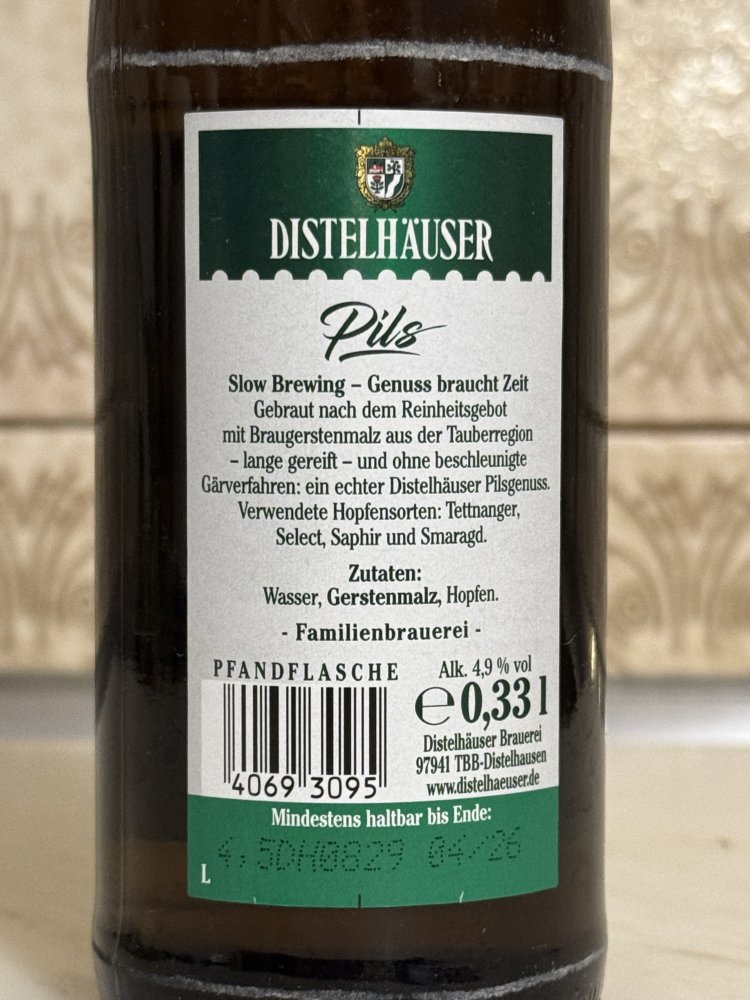 DISTELHÄUSER
Pils
Slow Brewing – Genuss braucht Zeit
Gebraut nach dem Reinheitsgebot
mit Braugerstenmalz aus der Tauberregion
– lange gereift – und ohne beschleunigte
Gärverfahren: ein echter Distelhäuser Pilsgenuss.
Verwendete Hopfensorten: Tettnanger,
Select, Saphir und Smaragd.
Zutaten:
Wasser, Gerstenmalz, Hopfen.
- Familienbrauerei -
PFANDFLASCHE
4069 3095
Alk. 4,9 % vol
℮ 0,33 l
Distelhäuser Brauerei
97941 TBB-Distelhausen
www.distelhaeuser.de
Mindestens haltbar bis Ende:
04/26
L